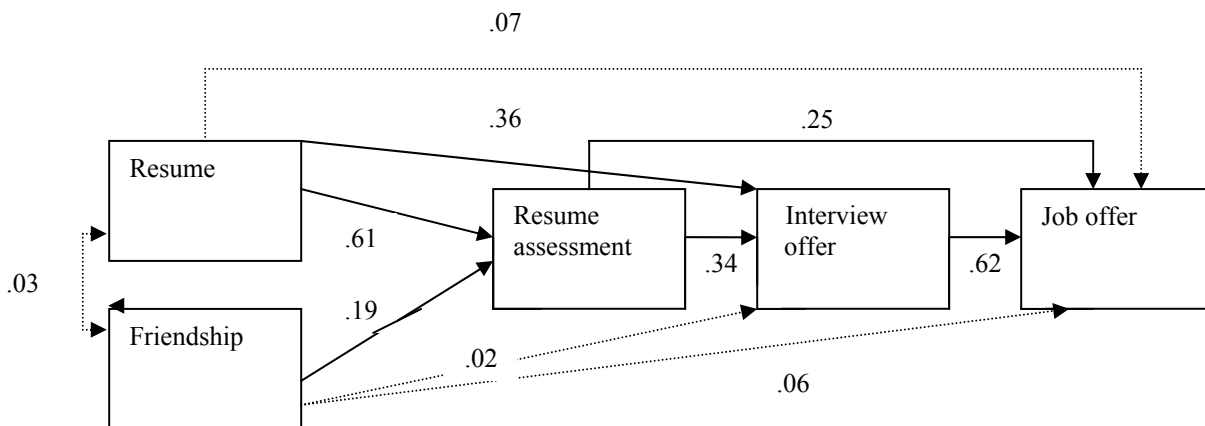 .07
.36
.25
Resume
Resume
assessment
Interview
offer
Job offer
.61
.34
.62
.03
.19
Friendship
.02
.06